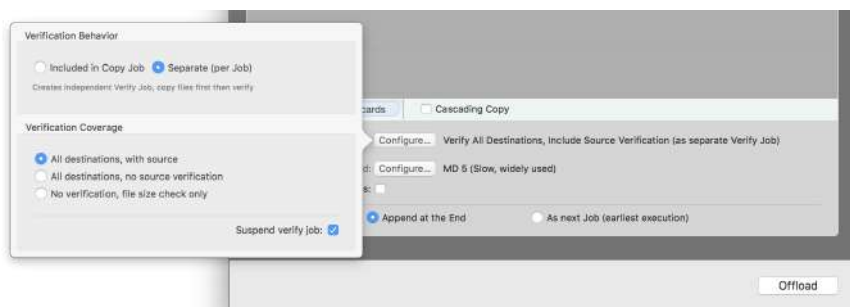 Verification Behavior
Included in Copy Job Separate (per Job)
Creates independent Verify Job, copy files first then verify
Verification Coverage
All destinations, with source
All destinations, no source verification
No verification, file size check only
Suspend verify job:
cards Cascading Copy
Configure... Verify All Destinations, Include Source Verification (as separate Verify Job)
d: Configure... MD 5 (Slow, widely used)
s:
Append at the End As next Job (earliest execution)
Offload